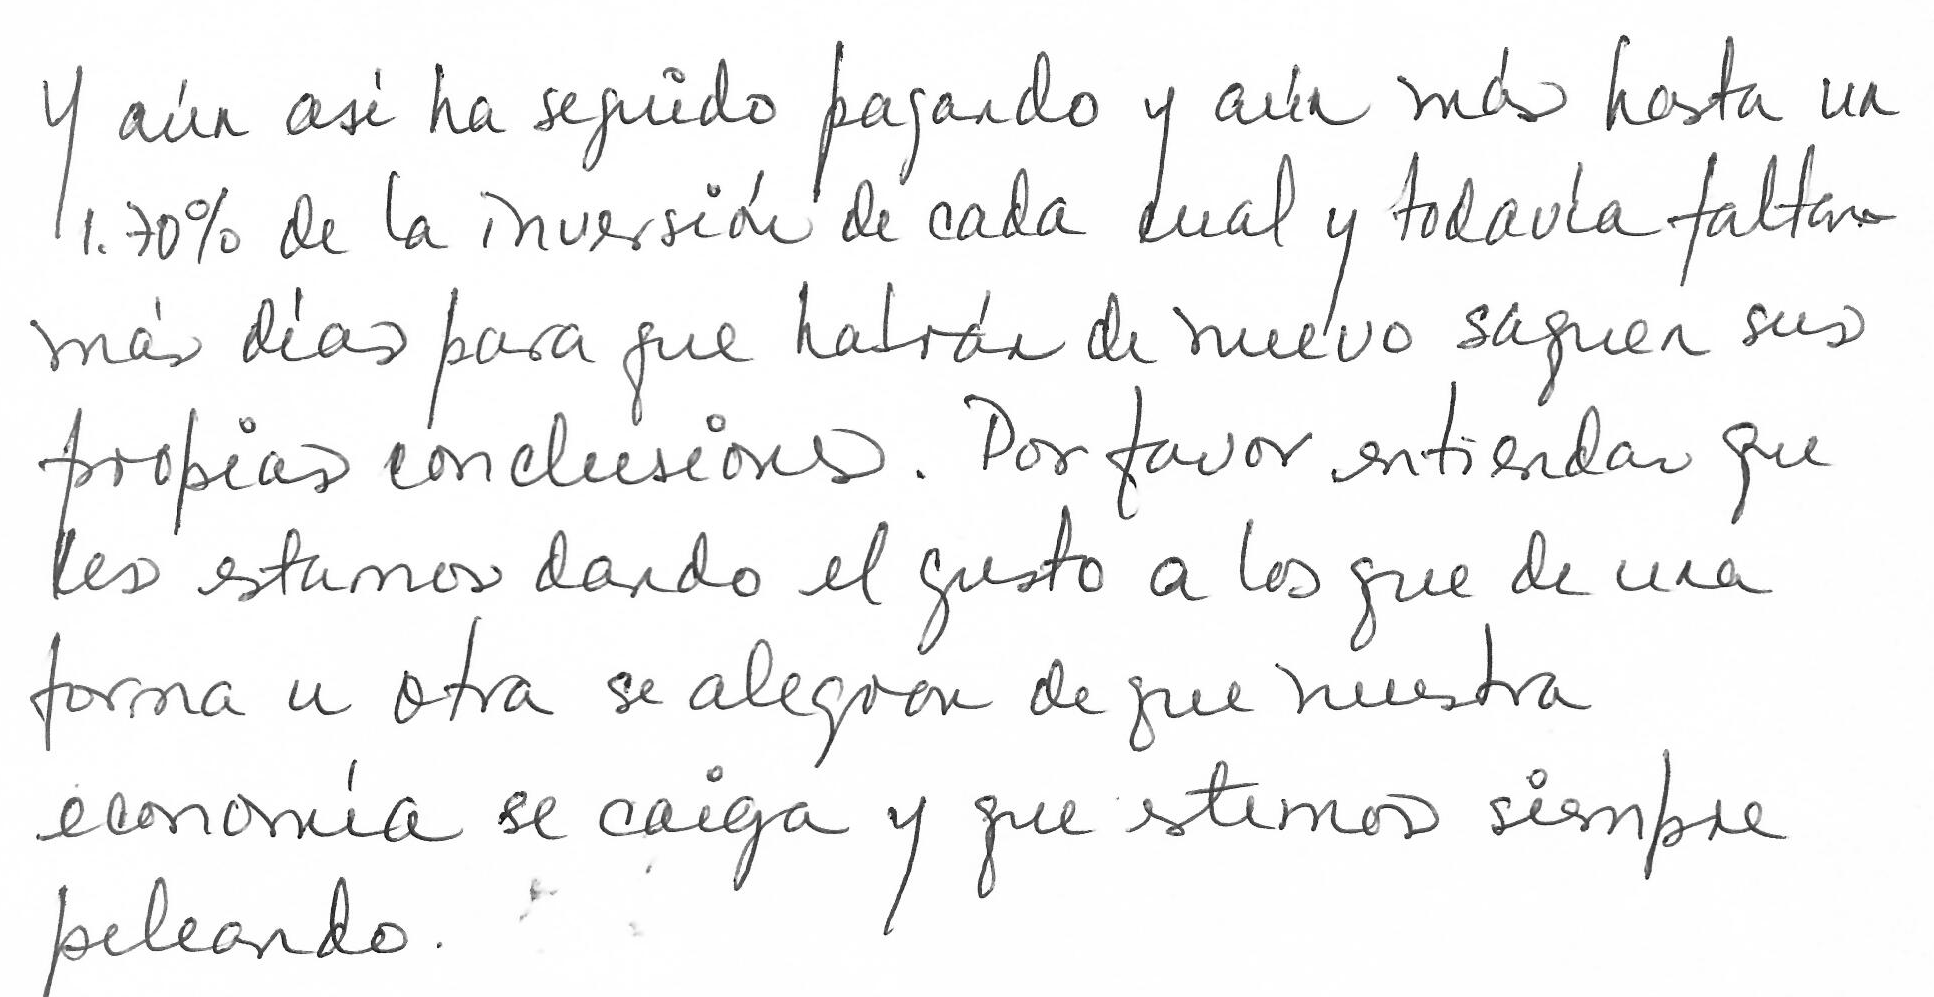 Y aún así ha seguido pagando y aún más hasta un
1.70% de la inversión de cada cual y todavía faltan
más días para que habrán de nuevo saquen sus
propias conclusiones. Por favor entiendan que
les estamos dando el gusto a los que de una
forma u otra se alegran de que nuestra
economía se caiga y que estemos siempre
peleando.